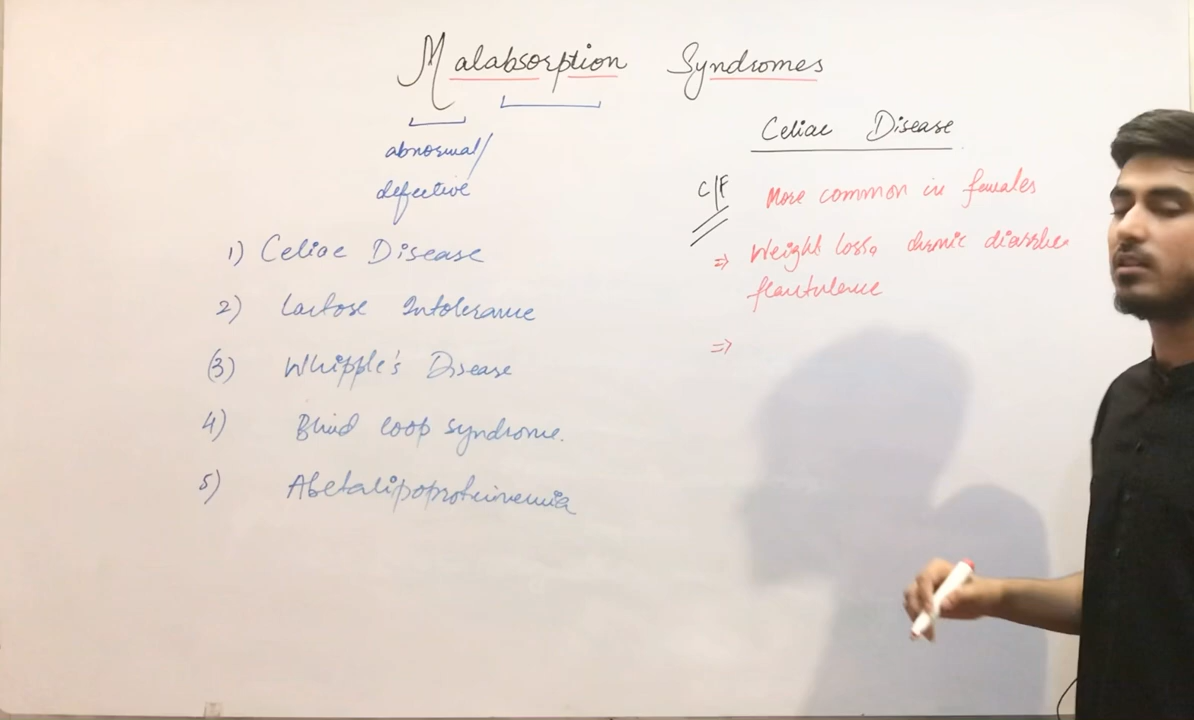 Malabsorption Syndromes
abnormal/
defective
1) Celiac Disease
2) Lactose Intolerance
(3) Whipple's Disease
4) Blind loop syndrome.
5) Abetalipoproteinemia
Celiac Disease
C/F More common in females
⇒ Weight loss, chronic diarrhea
flautulence
⇒